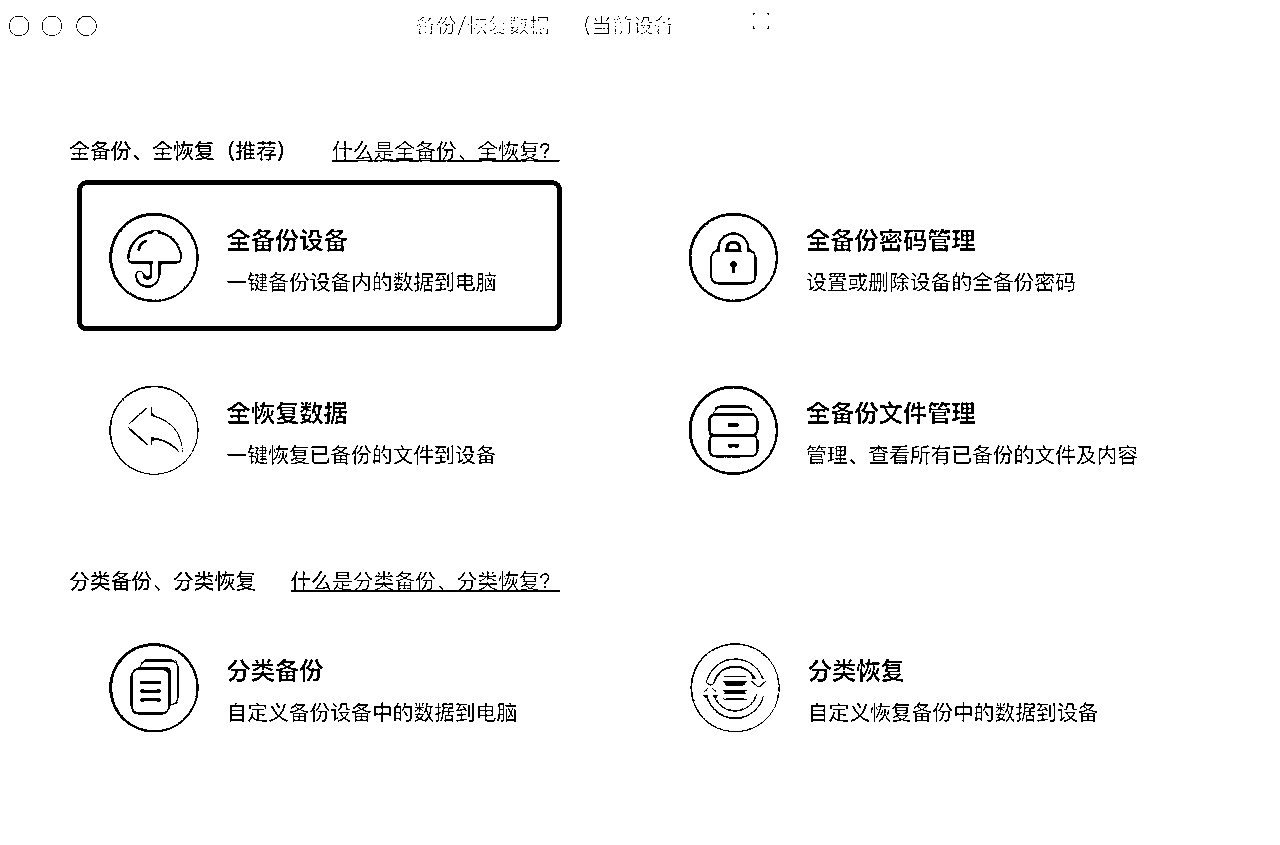 备份/恢复数据 （当前设备
全备份、全恢复（推荐） 什么是全备份、全恢复？
全备份设备
一键备份设备内的数据到电脑
全备份密码管理
设置或删除设备的全备份密码
全恢复数据
一键恢复已备份的文件到设备
全备份文件管理
管理、查看所有已备份的文件及内容
分类备份、分类恢复 什么是分类备份、分类恢复？
分类备份
自定义备份设备中的数据到电脑
分类恢复
自定义恢复备份中的数据到设备